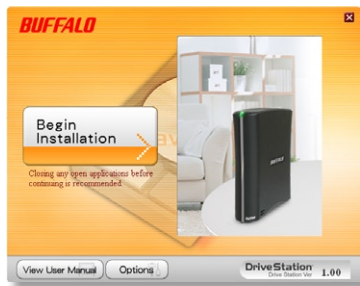 BUFFALO
Begin
Installation
Closing any open applications before
continuing is recommended
BUFFALO
View User Manual
Options
DriveStation
Drive Station Ver 1.00